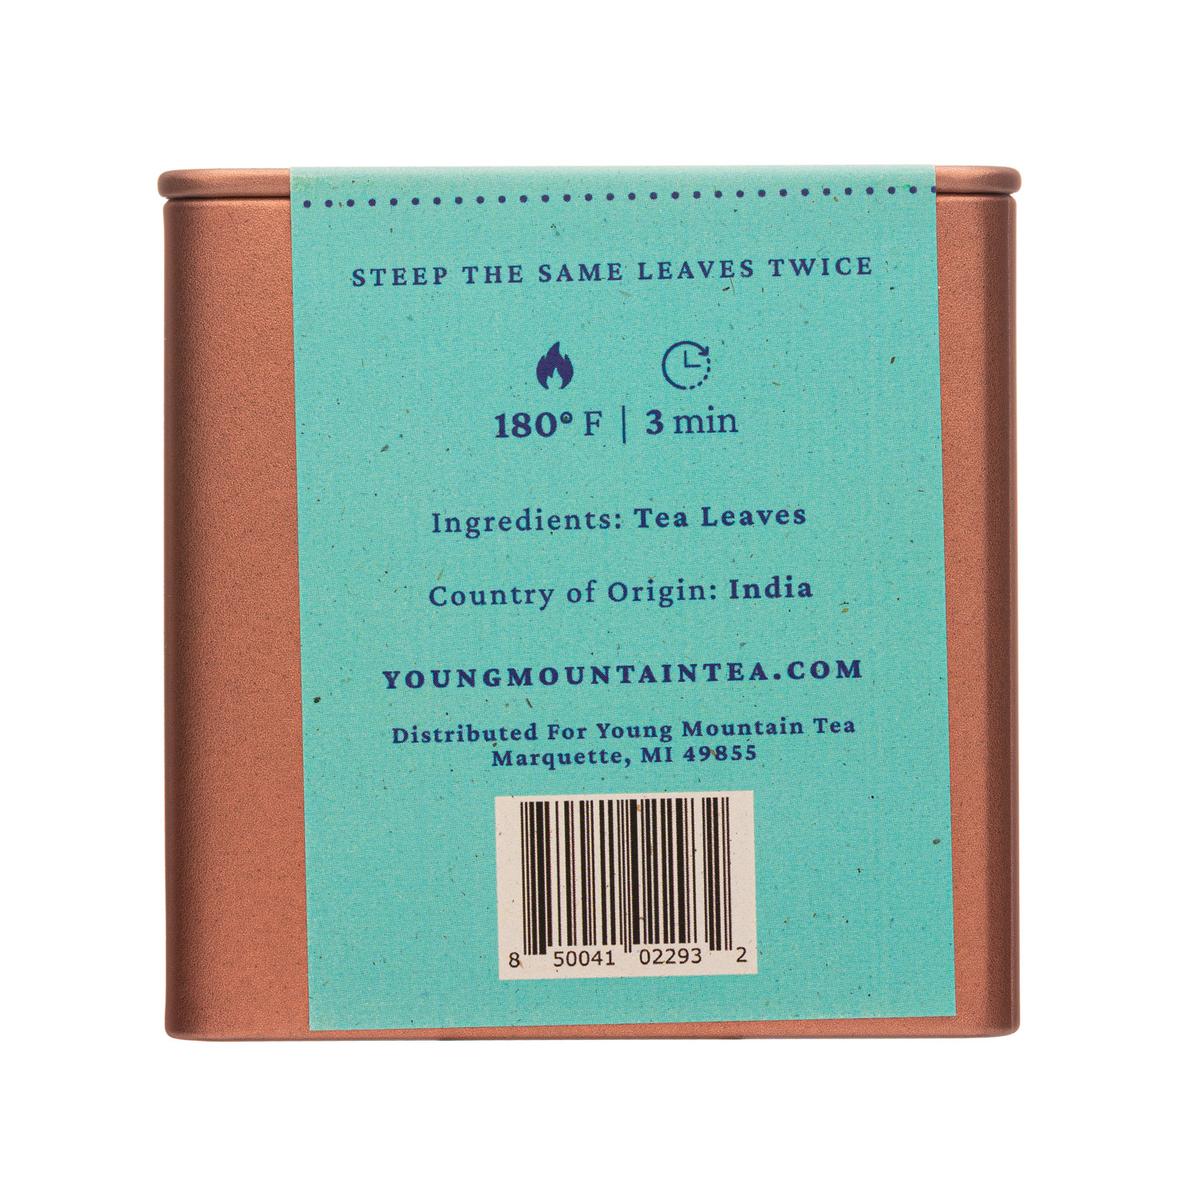 STEEP THE SAME LEAVES TWICE
180° F | 3 min
Ingredients: Tea Leaves
Country of Origin: India
YOUNGMOUNTAINTEA.COM
Distributed For Young Mountain Tea
Marquette, MI 49855
8 50041 02293 2